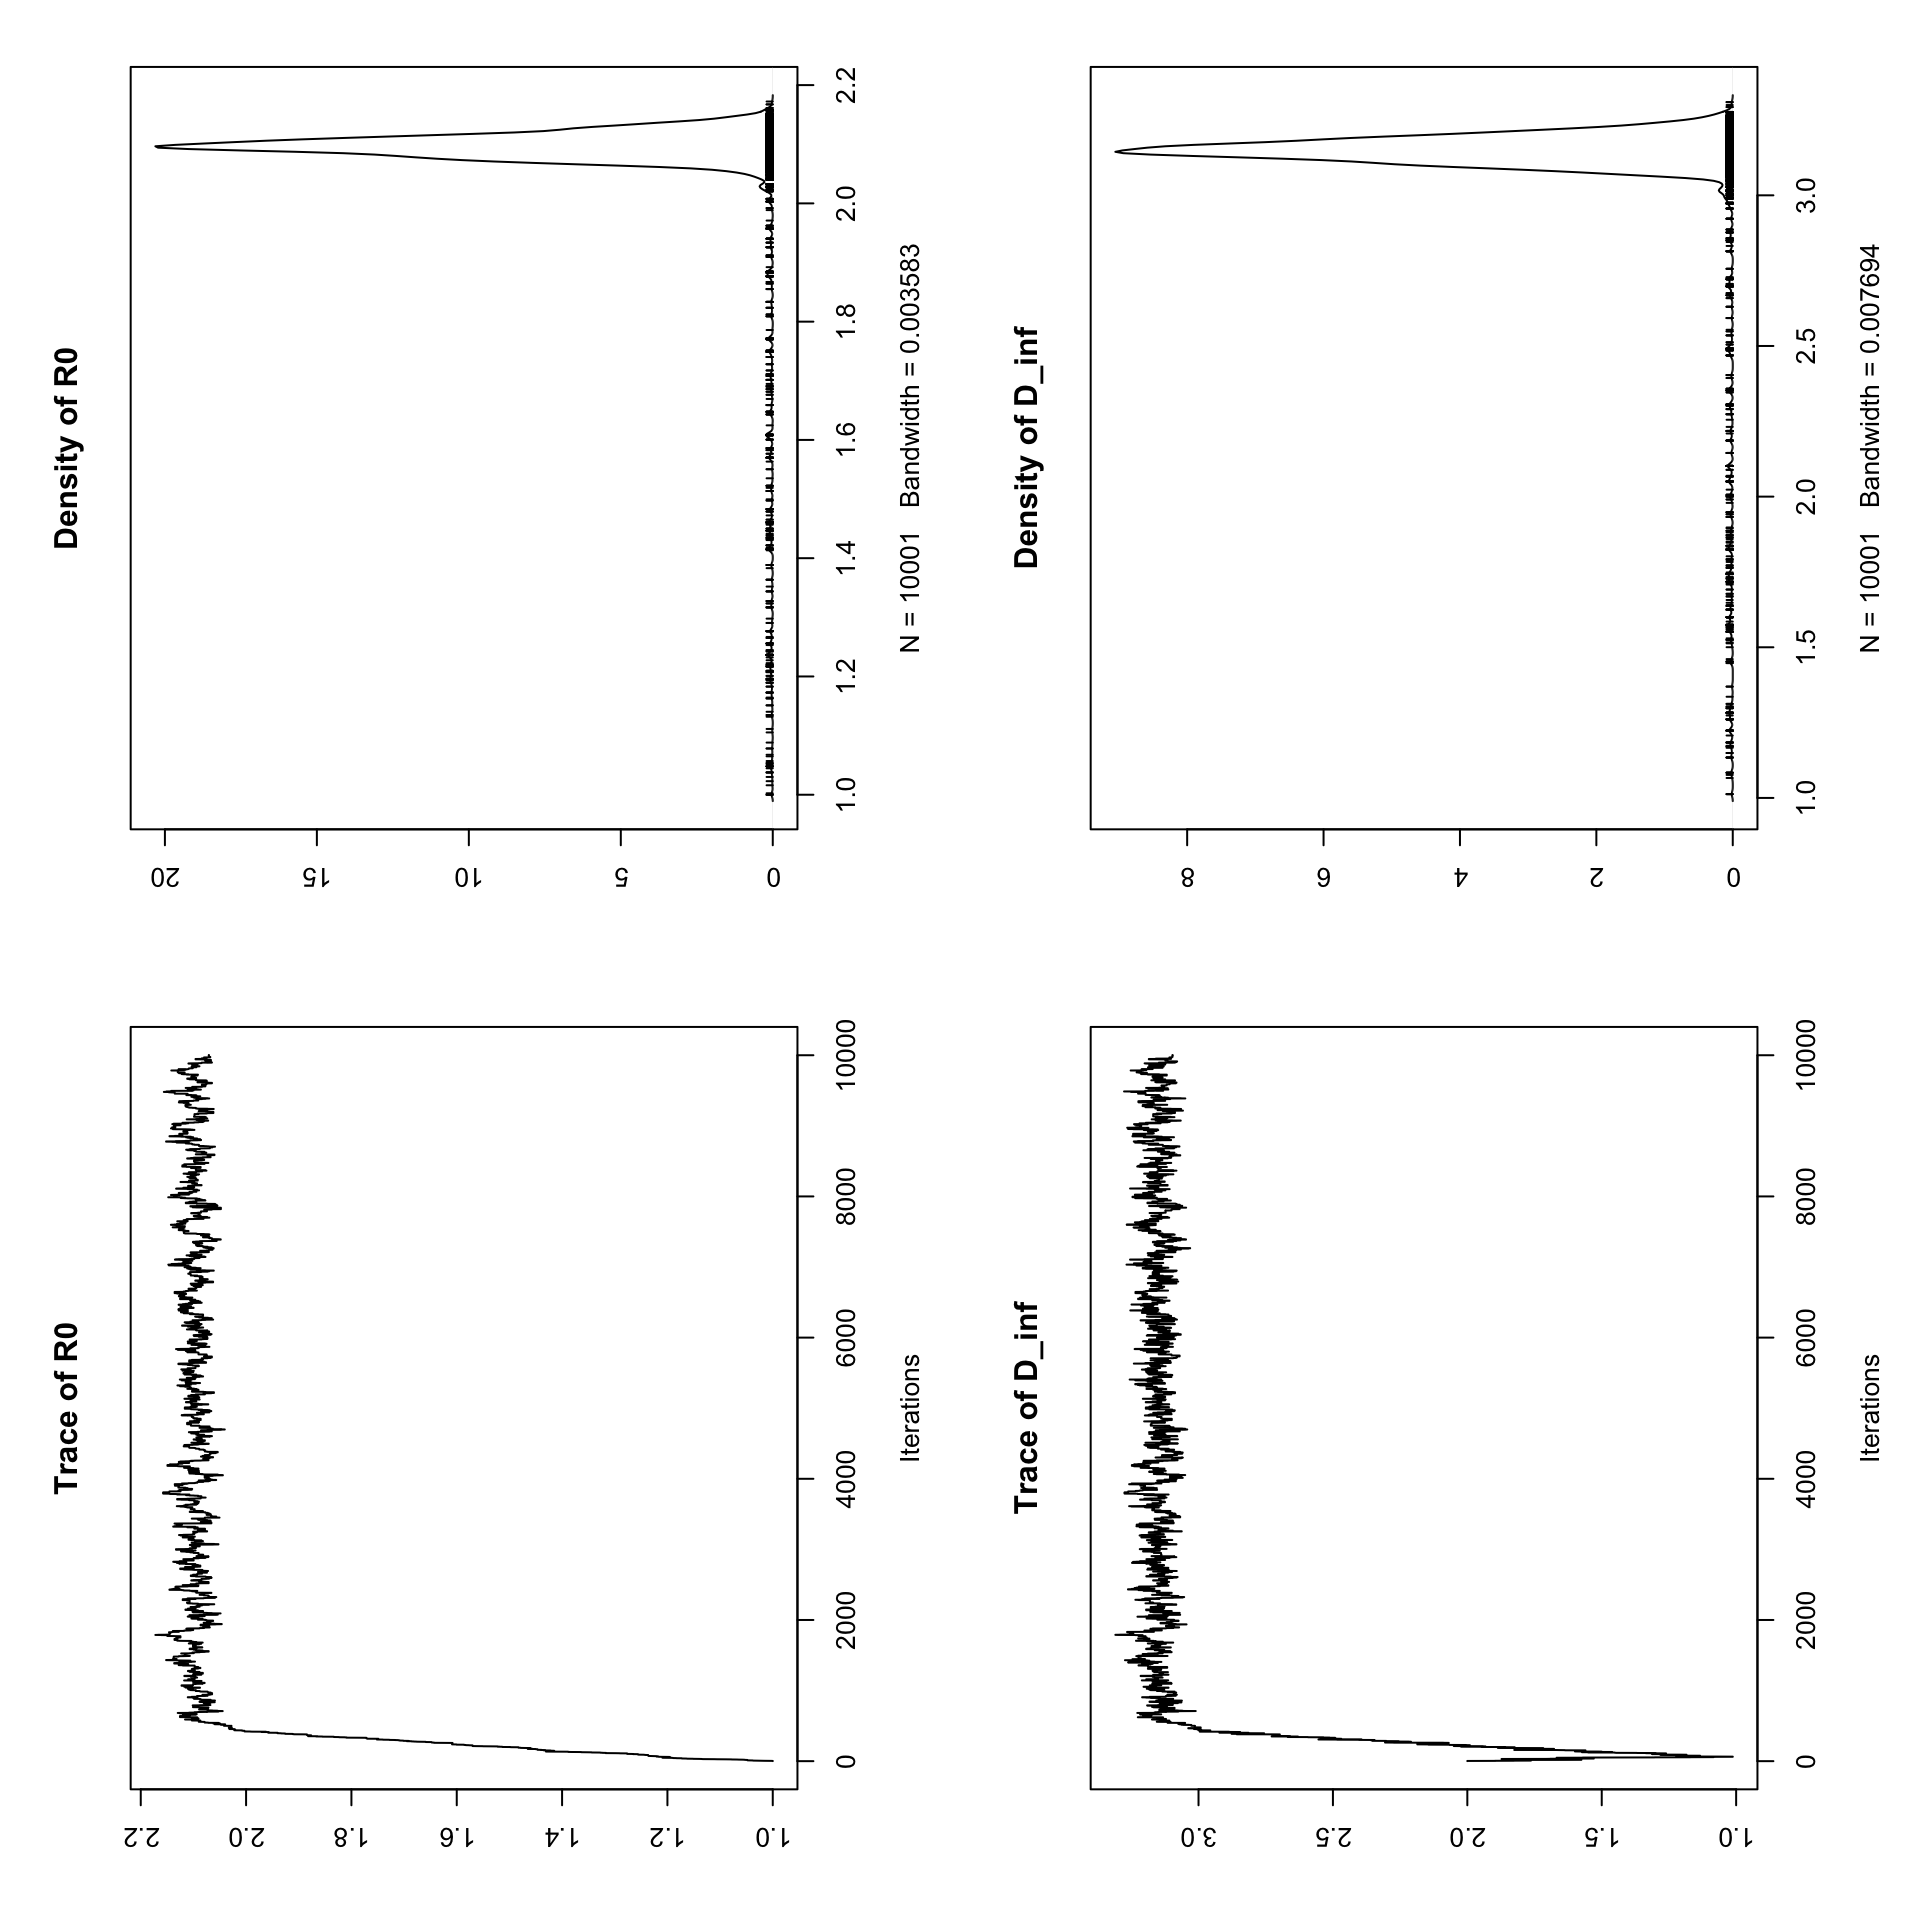 Trace of R0
2.2
2.0
1.8
1.6
1.4
1.2
1.0
0 2000 4000 6000 8000 10000
Iterations
Density of R0
20
15
10
5
0
1.0 1.2 1.4 1.6 1.8 2.0 2.2
N = 10001 Bandwidth = 0.003583
Trace of D_inf
3.0
2.5
2.0
1.5
1.0
0 2000 4000 6000 8000 10000
Iterations
Density of D_inf
8
6
4
2
0
1.0 1.5 2.0 2.5 3.0
N = 10001 Bandwidth = 0.007694